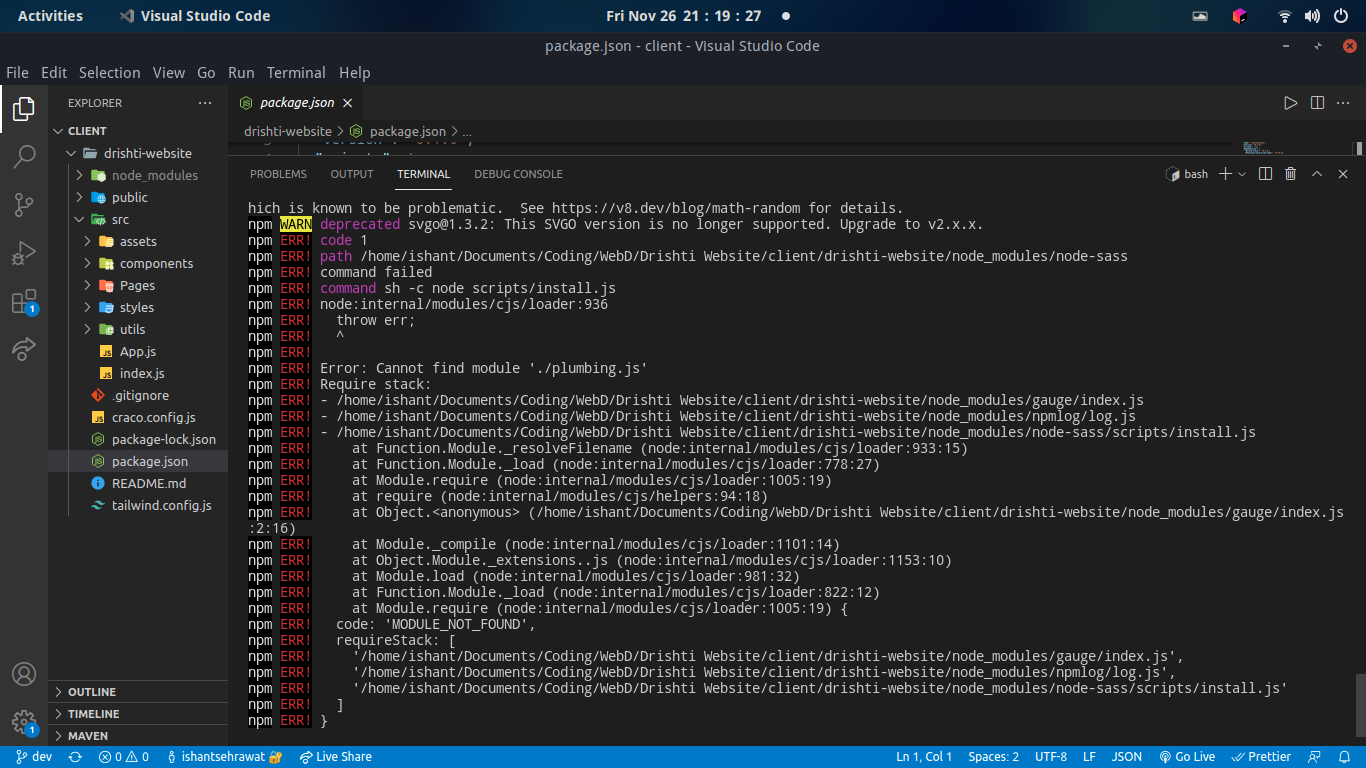 Activities
Visual Studio Code
Fri Nov 26 21 : 19 : 27
package.json - client - Visual Studio Code
File Edit Selection View Go Run Terminal Help
EXPLORER
package.json
drishti-website > package.json > ...
CLIENT
drishti-website
node_modules
public
src
assets
components
Pages
styles
utils
App.js
index.js
.gitignore
craco.config.js
package-lock.json
package.json
README.md
tailwind.config.js
OUTLINE
TIMELINE
MAVEN
1
1
PROBLEMS OUTPUT TERMINAL DEBUG CONSOLE
bash
hich is known to be problematic.  See https://v8.dev/blog/math-random for details.
npm WARN deprecated svgo@1.3.2: This SVGO version is no longer supported. Upgrade to v2.x.x.
npm ERR! code 1
npm ERR! path /home/ishant/Documents/Coding/WebD/Drishti Website/client/drishti-website/node_modules/node-sass
npm ERR! command failed
npm ERR! command sh -c node scripts/install.js
npm ERR! node:internal/modules/cjs/loader:936
npm ERR!   throw err;
npm ERR!   ^
npm ERR!
npm ERR! Error: Cannot find module './plumbing.js'
npm ERR! Require stack:
npm ERR! - /home/ishant/Documents/Coding/WebD/Drishti Website/client/drishti-website/node_modules/gauge/index.js
npm ERR! - /home/ishant/Documents/Coding/WebD/Drishti Website/client/drishti-website/node_modules/npmlog/log.js
npm ERR! - /home/ishant/Documents/Coding/WebD/Drishti Website/client/drishti-website/node_modules/node-sass/scripts/install.js
npm ERR!     at Function.Module._resolveFilename (node:internal/modules/cjs/loader:933:15)
npm ERR!     at Function.Module._load (node:internal/modules/cjs/loader:778:27)
npm ERR!     at Module.require (node:internal/modules/cjs/loader:1005:19)
npm ERR!     at require (node:internal/modules/cjs/helpers:94:18)
npm ERR!     at Object.<anonymous> (/home/ishant/Documents/Coding/WebD/Drishti Website/client/drishti-website/node_modules/gauge/index.js
:2:16)
npm ERR!     at Module._compile (node:internal/modules/cjs/loader:1101:14)
npm ERR!     at Object.Module._extensions..js (node:internal/modules/cjs/loader:1153:10)
npm ERR!     at Module.load (node:internal/modules/cjs/loader:981:32)
npm ERR!     at Function.Module._load (node:internal/modules/cjs/loader:822:12)
npm ERR!     at Module.require (node:internal/modules/cjs/loader:1005:19) {
npm ERR!   code: 'MODULE_NOT_FOUND',
npm ERR!   requireStack: [
npm ERR!     '/home/ishant/Documents/Coding/WebD/Drishti Website/client/drishti-website/node_modules/gauge/index.js',
npm ERR!     '/home/ishant/Documents/Coding/WebD/Drishti Website/client/drishti-website/node_modules/npmlog/log.js',
npm ERR!     '/home/ishant/Documents/Coding/WebD/Drishti Website/client/drishti-website/node_modules/node-sass/scripts/install.js'
npm ERR!   ]
npm ERR! }
dev 0 0 ishantsehrawat Live Share Ln 1, Col 1 Spaces: 2 UTF-8 LF JSON Go Live Prettier